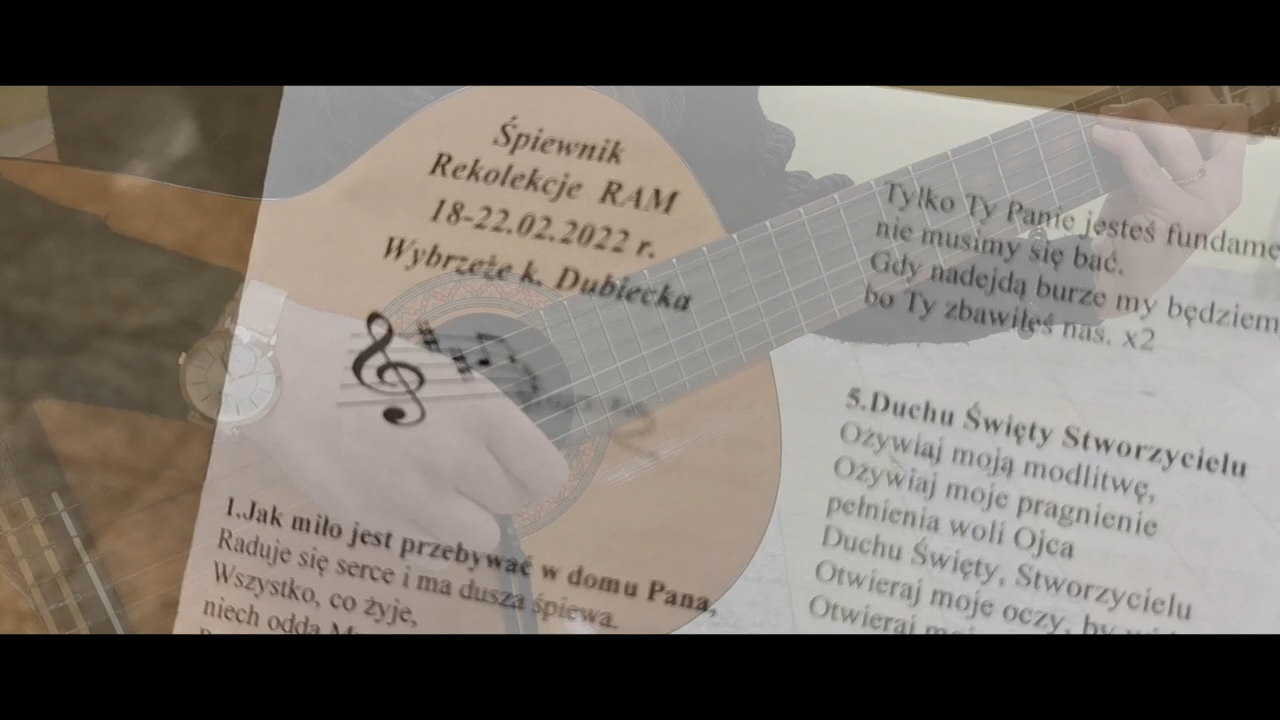 Śpiewnik
Rekolekcje RAM
18-22.02.2022 r.
Wybrzeże k. Dubiecka
1.Jak miło jest przebywać w domu Pana,
Raduje się serce i ma dusza śpiewa.
Wszystko, co żyje,
niech odda
Tylko Ty Panie jesteś
nie musimy się bać.
Gdy nadejdą burze my
bo Ty zbawiłeś nas. x2
5.Duchu Święty Stworzycielu
Ożywiaj moją modlitwę,
Ożywiaj moje pragnienie
pełnienia woli Ojca
Duchu Święty, Stworzycielu
Otwieraj moje oczy, by
Otwieraj